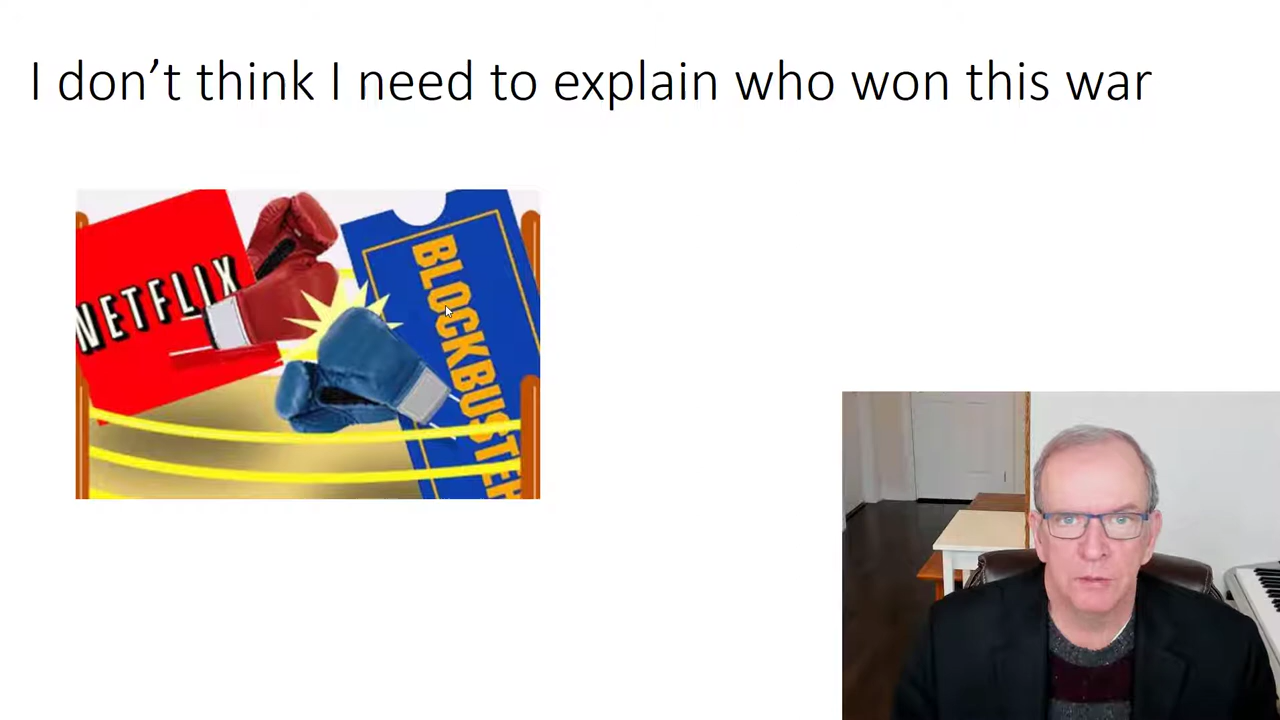 I don’t think I need to explain who won this war
NETFLIX
BLOCKBUSTER